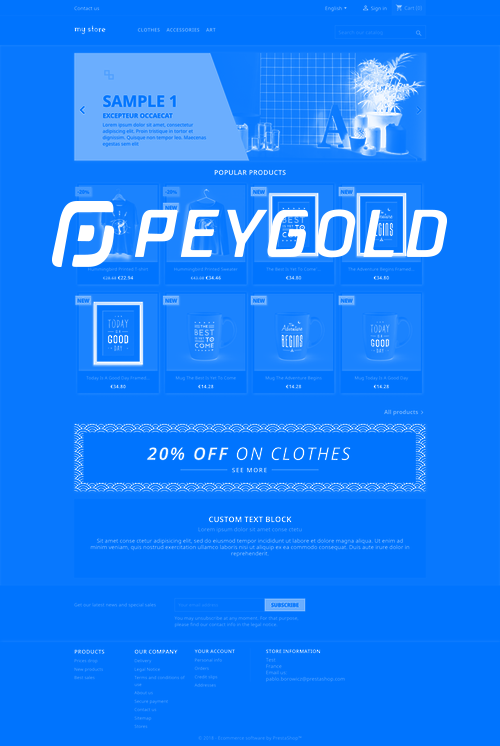 Contact us
English
Sign in
Cart (0)
my store
CLOTHES
ACCESSORIES
ART
Search our catalog
SAMPLE 1
EXCEPTEUR OCCAECAT
Lorem ipsum dolor sit amet, consectetur
adipiscing elit. Proin tristique in tortor et
dignissim. Quisque non tempor leo. Maecenas
egestas sem elit
POPULAR PRODUCTS
-20%
-20%
NEW
NEW
NEW
PEYGOLD
Hummingbird Printed T-shirt
Hummingbird Printed Sweater
The Best Is Yet To Come'...
The Adventure Begins Framed...
€22.94
€34.46
€34.80
€34.80
NEW
NEW
NEW
NEW
TODAY
IS A
GOOD
DAY
BEST
IS YET
TO
COME
Adventure
BEGINS
TODAY
IS A
GOOD
DAY
Today Is A Good Day Framed...
Mug The Best Is Yet To Come
Mug The Adventure Begins
Mug Today Is A Good Day
€34.80
€14.28
€14.28
€14.28
All products
20% OFF ON CLOTHES
SEE MORE
CUSTOM TEXT BLOCK
Lorem ipsum dolor sit amet conse ctetu
Sit amet conse ctetur adipisicing elit, sed do eiusmod tempor incididunt ut labore et dolore magna aliqua. Ut enim ad
minim veniam, quis nostrud exercitation ullamco laboris nisi ut aliquip ex ea commodo consequat. Duis aute irure dolor in
reprehenderit.
Get our latest news and special sales
Your email address
SUBSCRIBE
You may unsubscribe at any moment. For that purpose,
please find our contact info in the legal notice.
PRODUCTS
Prices drop
New products
Best sales
OUR COMPANY
Delivery
Legal Notice
Terms and conditions of
use
About us
Secure payment
Contact us
Sitemap
Stores
YOUR ACCOUNT
Personal info
Orders
Credit slips
Addresses
STORE INFORMATION
Test
France
Email us:
© 2018 - Ecommerce software by PrestaShop™